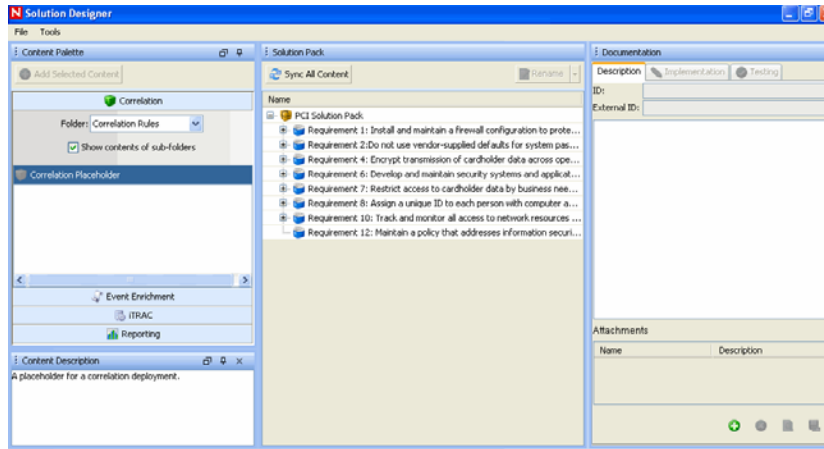 N Solution Designer
File Tools
Content Palette
Add Selected Content
Correlation
Folder: Correlation Rules
Show contents of sub-folders
Correlation Placeholder
Event Enrichment
iTRAC
Reporting
Content Description
A placeholder for a correlation deployment.
Solution Pack
Sync All Content
Rename
Name
PCI Solution Pack
Requirement 1: Install and maintain a firewall configuration to prote...
Requirement 2:Do not use vendor-supplied defaults for system pas...
Requirement 4: Encrypt transmission of cardholder data across ope...
Requirement 6: Develop and maintain security systems and applicat...
Requirement 7: Restrict access to cardholder data by business nee...
Requirement 8: Assign a unique ID to each person with computer a...
Requirement 10: Track and monitor all access to network resources ...
Requirement 12: Maintain a policy that addresses information securi...
Documentation
Description Implementation Testing
ID:
External ID:
Attachments
Name Description